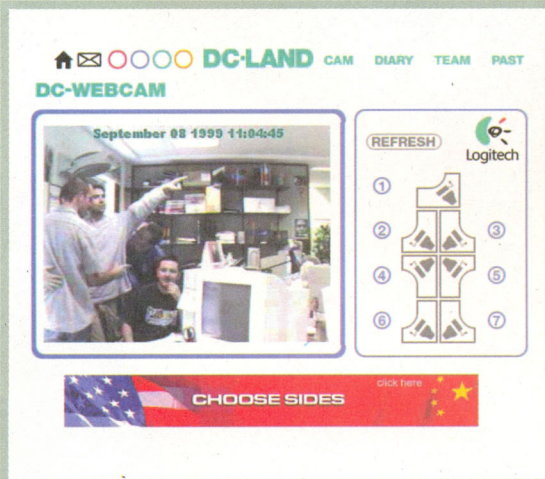 DC-LAND CAM DIARY TEAM PAST
DC-WEBCAM
September 08 1999 11:04:45
REFRESH
Logitech
1
2 3
4 5
6 7
click here
CHOOSE SIDES